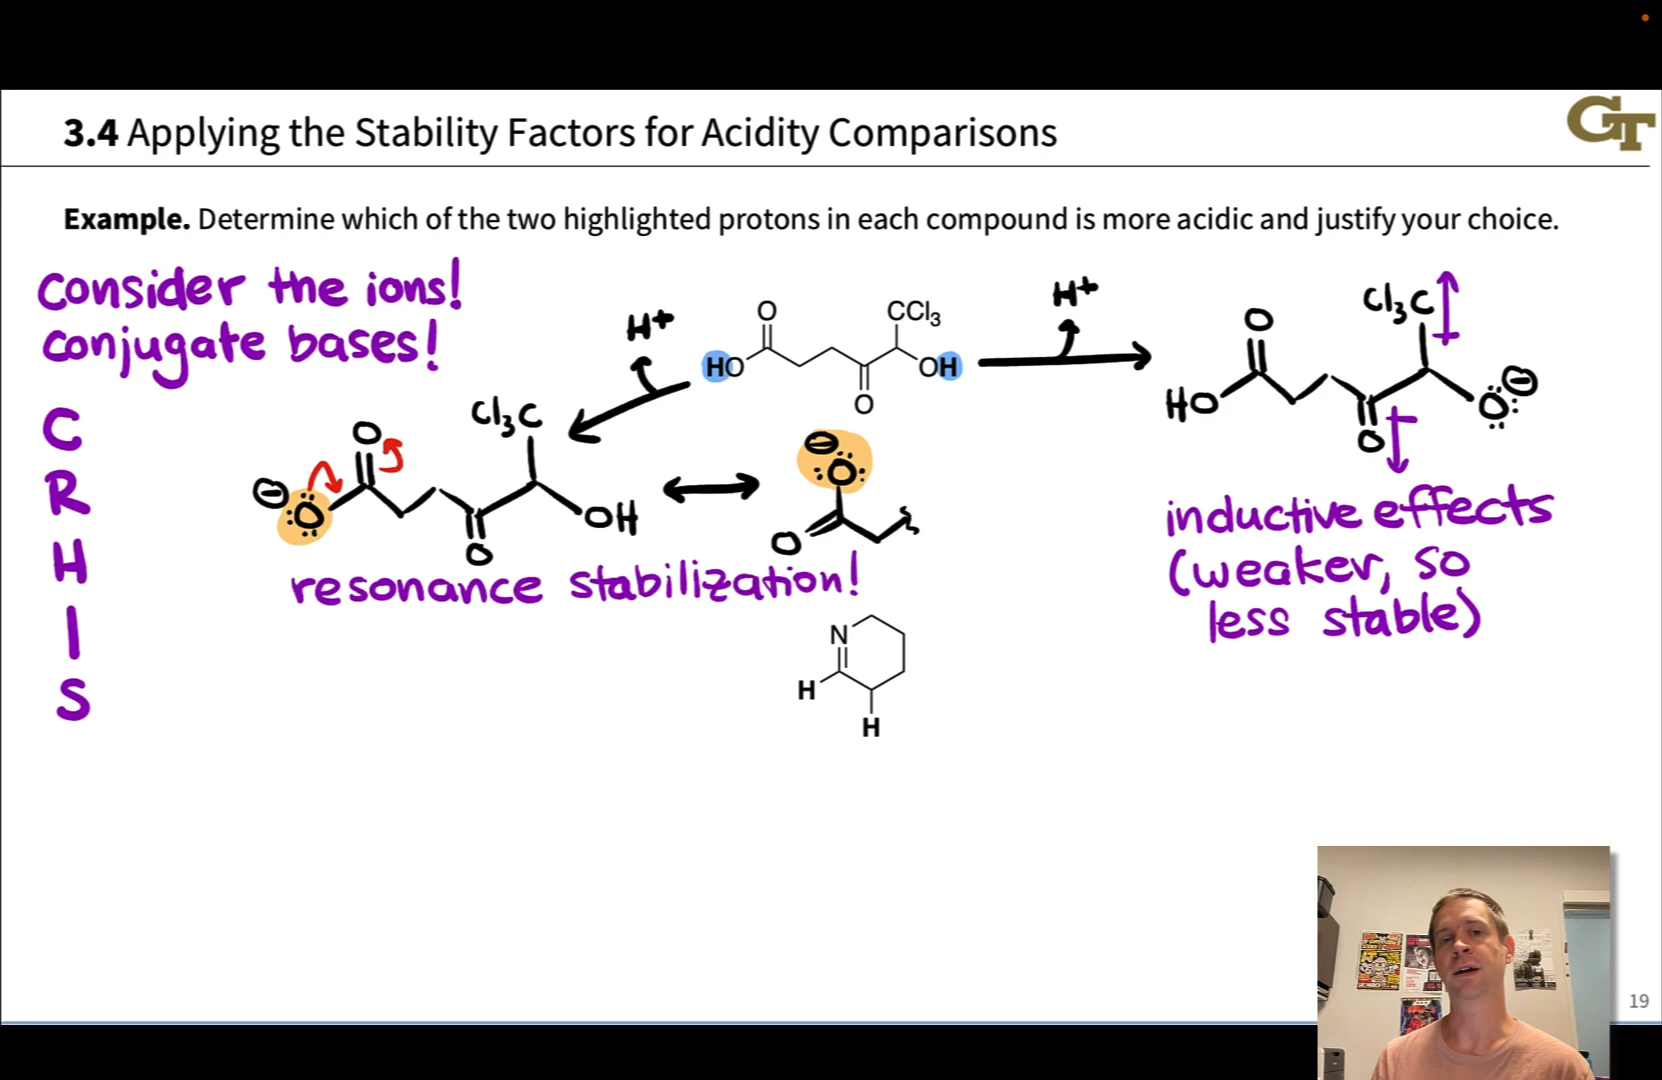 3.4 Applying the Stability Factors for Acidity Comparisons
GT
Example. Determine which of the two highlighted protons in each compound is more acidic and justify your choice.
Consider the ions!
conjugate bases!
C
R
H
I
S
H+
O
CCl3
HO
OH
O
H+
Cl3C
O
HO
O
O
⊖
Cl3C
O
⊖
O
O
OH
⊖
O
O
resonance stabilization!
inductive effects
(weaker, so
less stable)
N
H
H
19